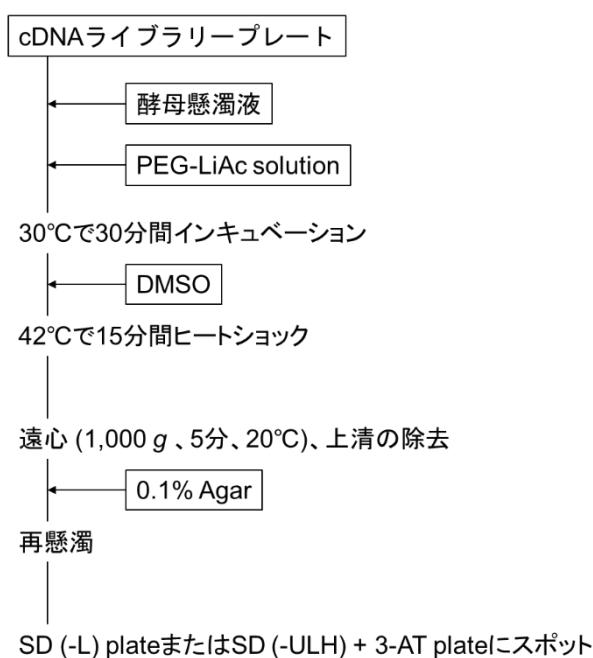 cDNAライブラリープレート
酵母懸濁液
PEG-LiAc solution
30℃で30分間インキュベーション
DMSO
42℃で15分間ヒートショック
遠心 (1,000 g 、5分、20℃)、上清の除去
0.1% Agar
再懸濁
SD (-L) plateまたはSD (-ULH) + 3-AT plateにスポット